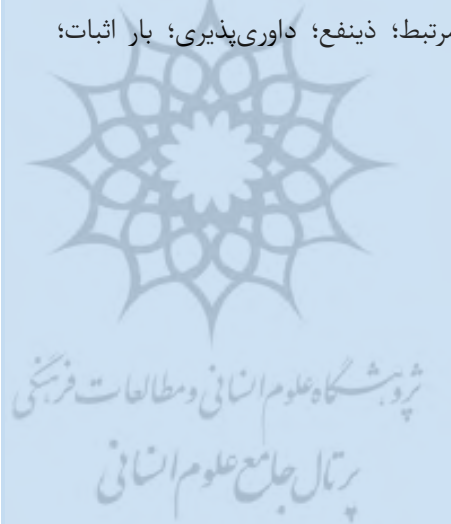 مرتبط؛ ذینفع؛ داوری‌پذیری؛ بار اثبات؛
پژوهشگاه علوم انسانی و مطالعات فرهنگی
پرتال جامع علوم انسانی